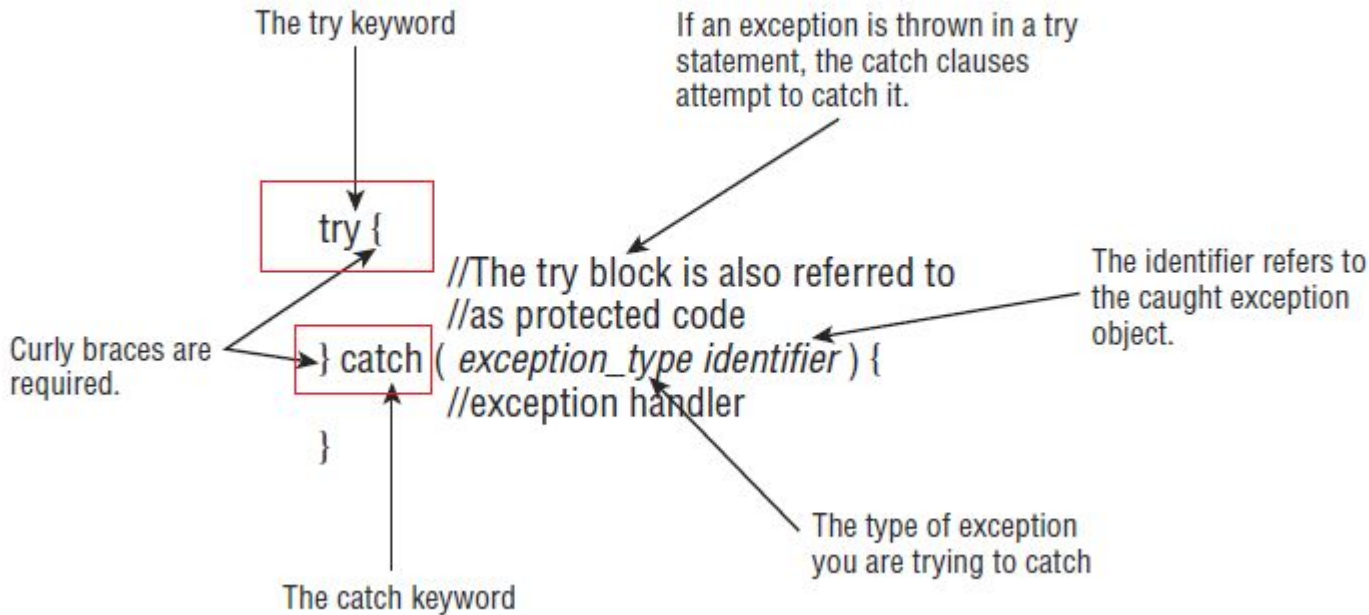 The try keyword
If an exception is thrown in a try
statement, the catch clauses
attempt to catch it.
try {
//The try block is also referred to
//as protected code
The identifier refers to
the caught exception
object.
Curly braces are
required.
} catch ( exception_type identifier ) {
//exception handler
}
The type of exception
you are trying to catch
The catch keyword